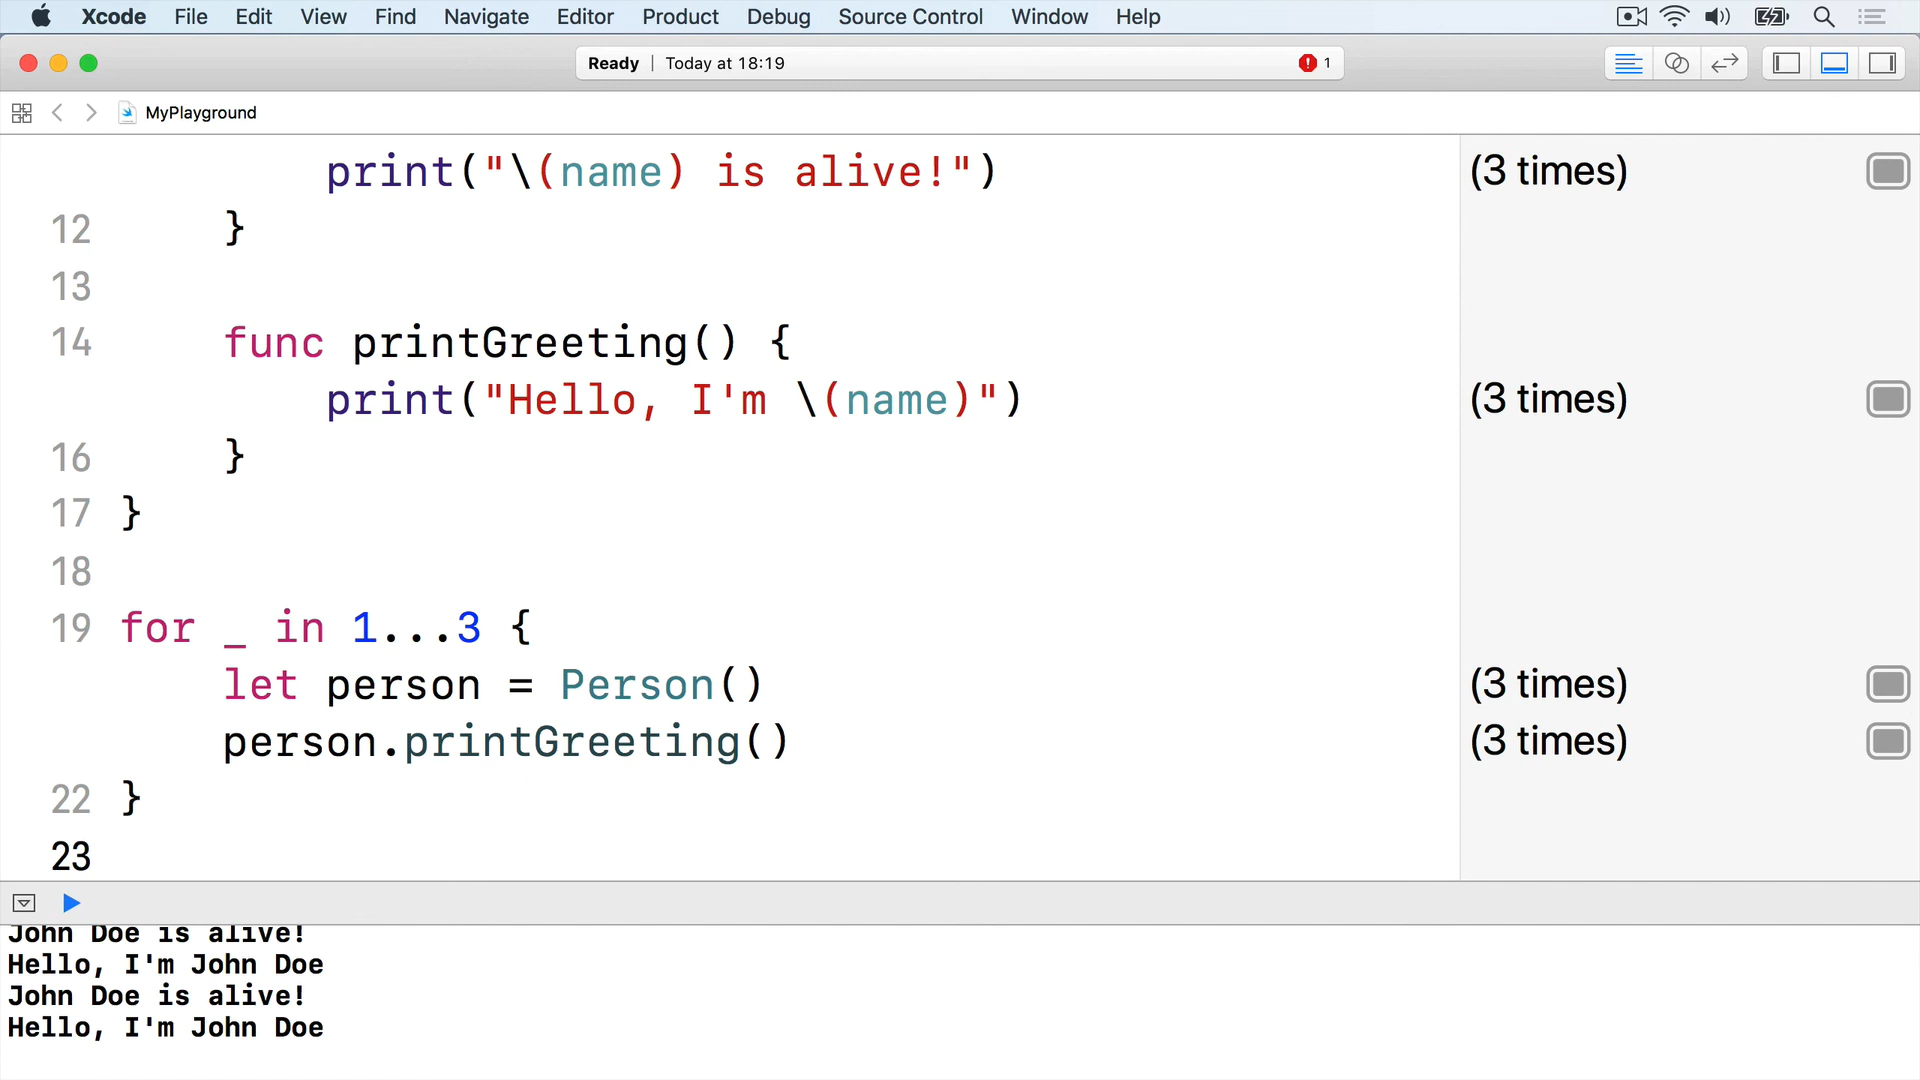 Xcode File Edit View Find Navigate Editor Product Debug Source Control Window Help
Ready | Today at 18:19 1
MyPlayground
print("\(name) is alive!") (3 times)
12 }
13
14 func printGreeting() {
print("Hello, I'm \(name)") (3 times)
16 }
17 }
18
19 for _ in 1...3 {
let person = Person() (3 times)
person.printGreeting() (3 times)
22 }
23
John Doe is alive!
Hello, I'm John Doe
John Doe is alive!
Hello, I'm John Doe